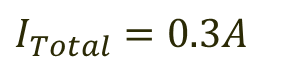 I_Total = 0.3A